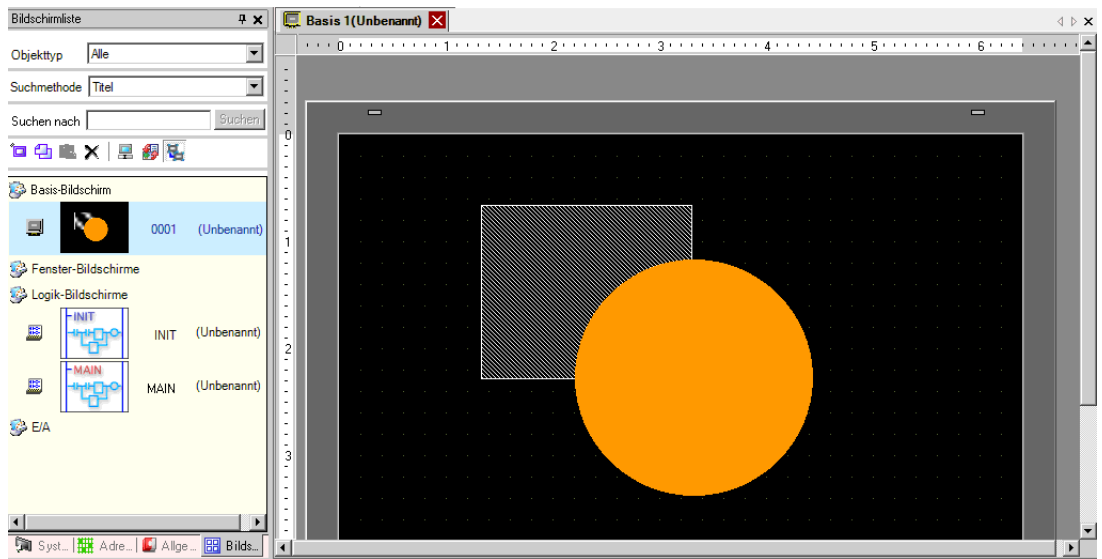 Bildschirmliste
Objekttyp Alle
Suchmethode Titel
Suchen nach Suchen
Basis-Bildschirm
0001 (Unbenannt)
Fenster-Bildschirme
Logik-Bildschirme
INIT INIT (Unbenannt)
MAIN MAIN (Unbenannt)
E/A
Syst... Adre... Allge... Bilds...
Basis 1(Unbenannt)
0 1 2 3 4 5 6
0
1
2
3